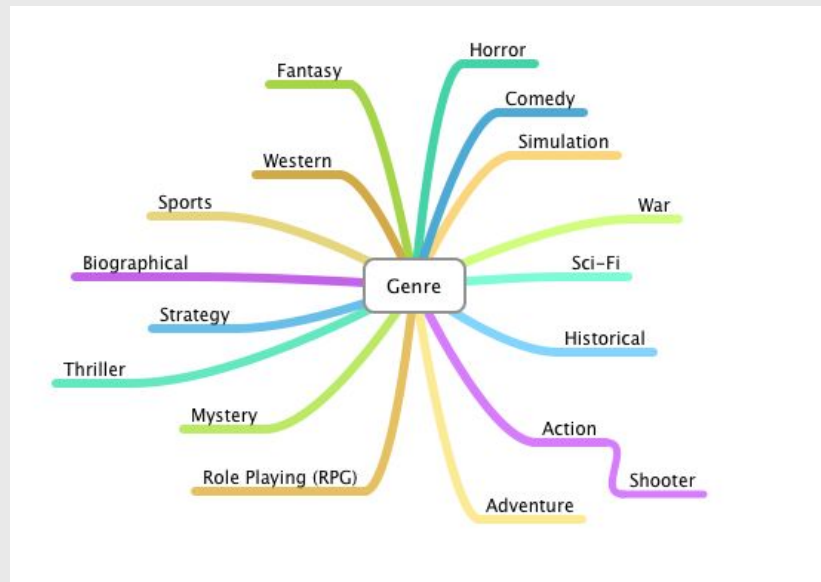 Horror
Fantasy
Comedy
Simulation
Western
Sports
War
Biographical
Sci-Fi
Genre
Strategy
Historical
Thriller
Mystery
Action
Role Playing (RPG)
Shooter
Adventure